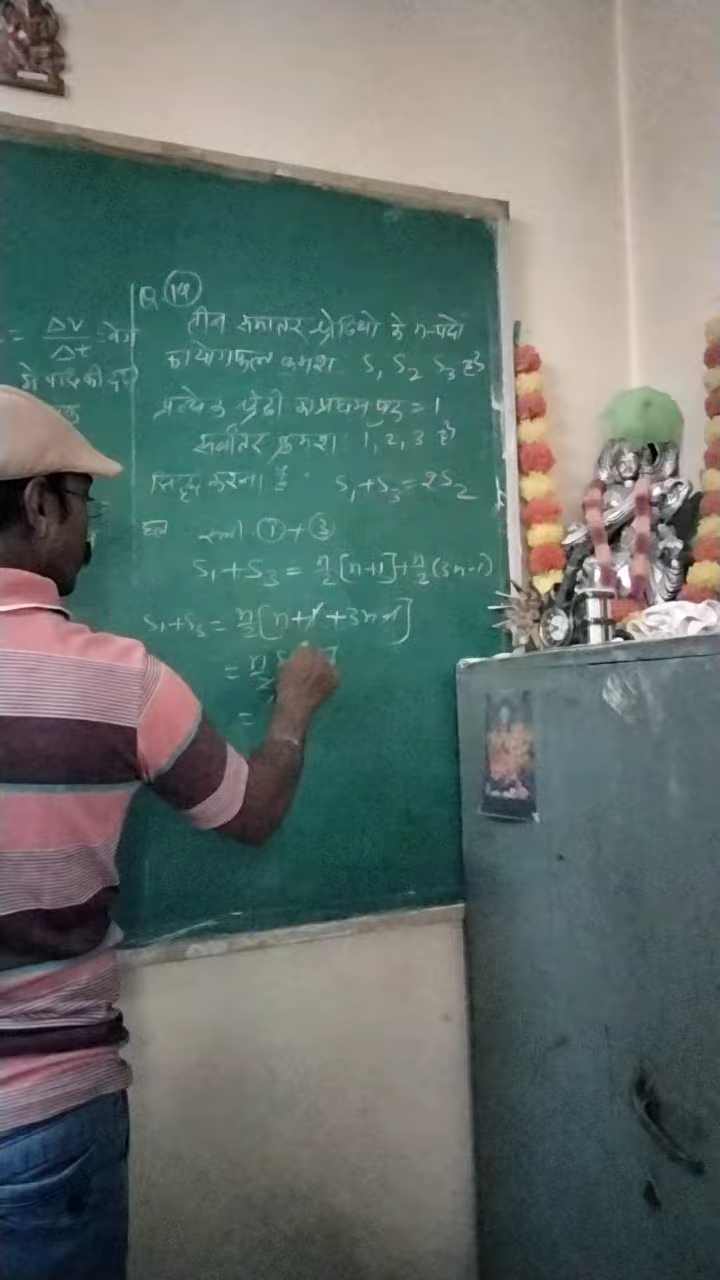 = ΔV/Δt =
Q. 14
तीन समांतर श्रेढियो के n-पदो
का योगफल क्रमश S₁ S₂ S₃ है
प्रत्येक श्रेढी का प्रथम पद = 1
सर्वांतर क्रमश 1, 2, 3 है
सिद्ध करना है S₁+S₃=2S₂
हल ① + ③
S₁+S₃ = n/2[n+1]+n/2(3n-1)
S₁+S₃ = n/2[n+1+3n-1]
= n/2
=